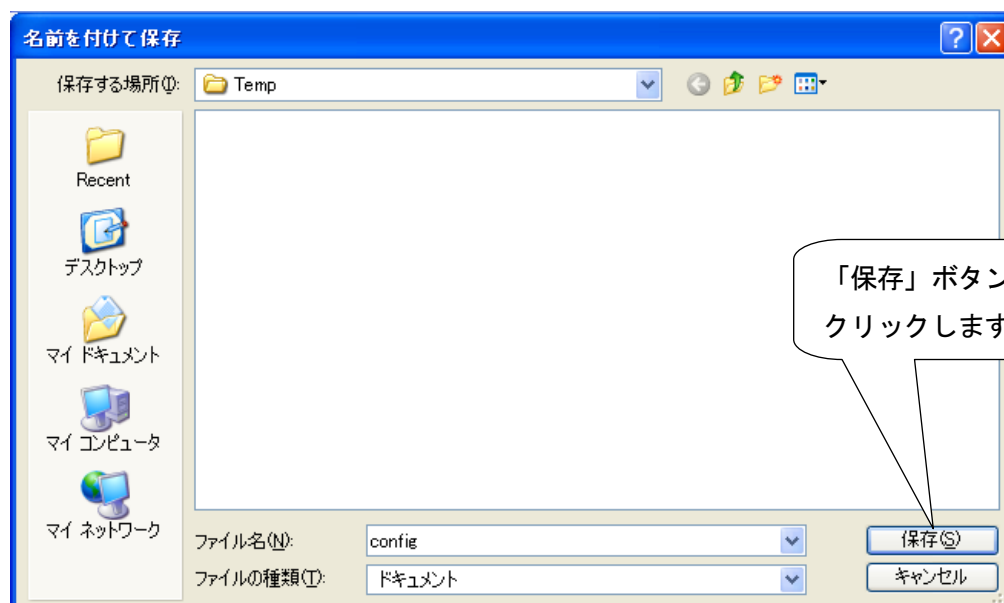 名前を付けて保存
保存する場所(I):
Temp
Recent
デスクトップ
マイ ドキュメント
マイ コンピュータ
マイ ネットワーク
「保存」ボタン
クリックします
ファイル名(N):
config
保存(S)
ファイルの種類(T):
ドキュメント
キャンセル